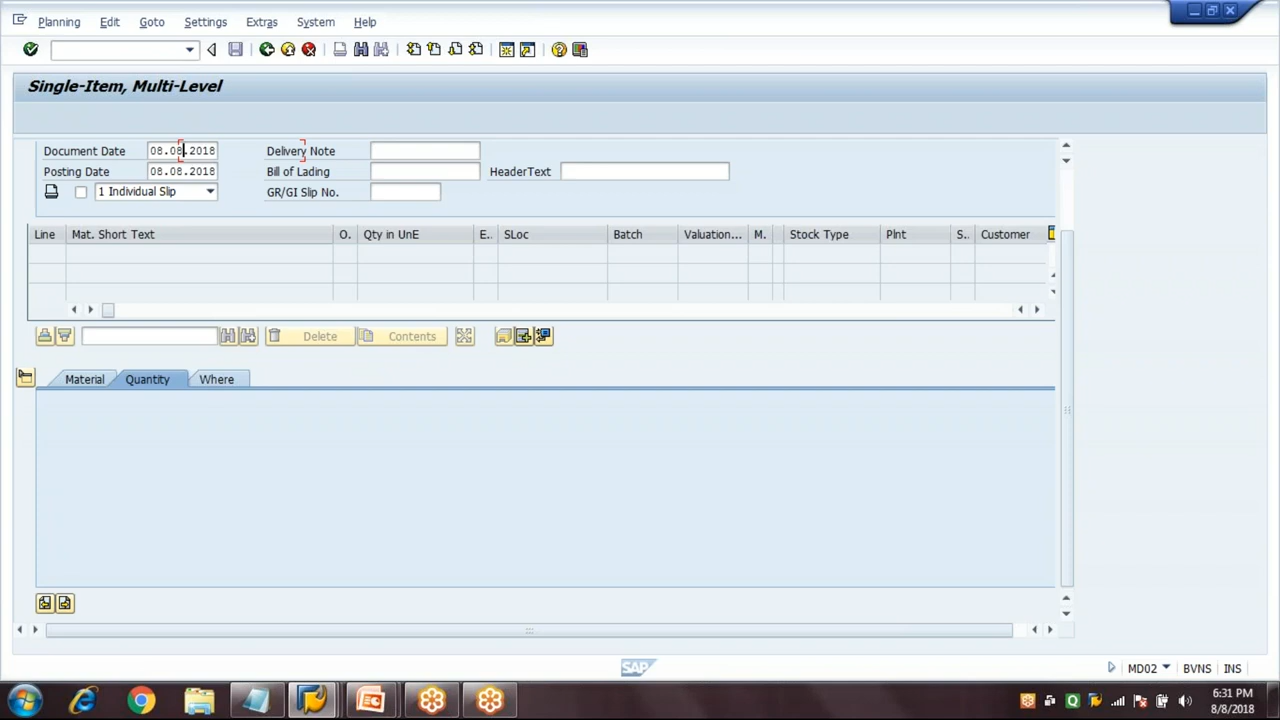 Planning Edit Goto Settings Extras System Help
Single-Item, Multi-Level
Document Date 08.08.2018 Delivery Note
Posting Date 08.08.2018 Bill of Lading HeaderText
1 Individual Slip GR/GI Slip No.
Line Mat. Short Text O. Qty in UnE E.. SLoc Batch Valuation... M. Stock Type Plnt S.. Customer
Delete Contents
Material Quantity Where
SAP MD02 BVNS INS
6:31 PM
8/8/2018